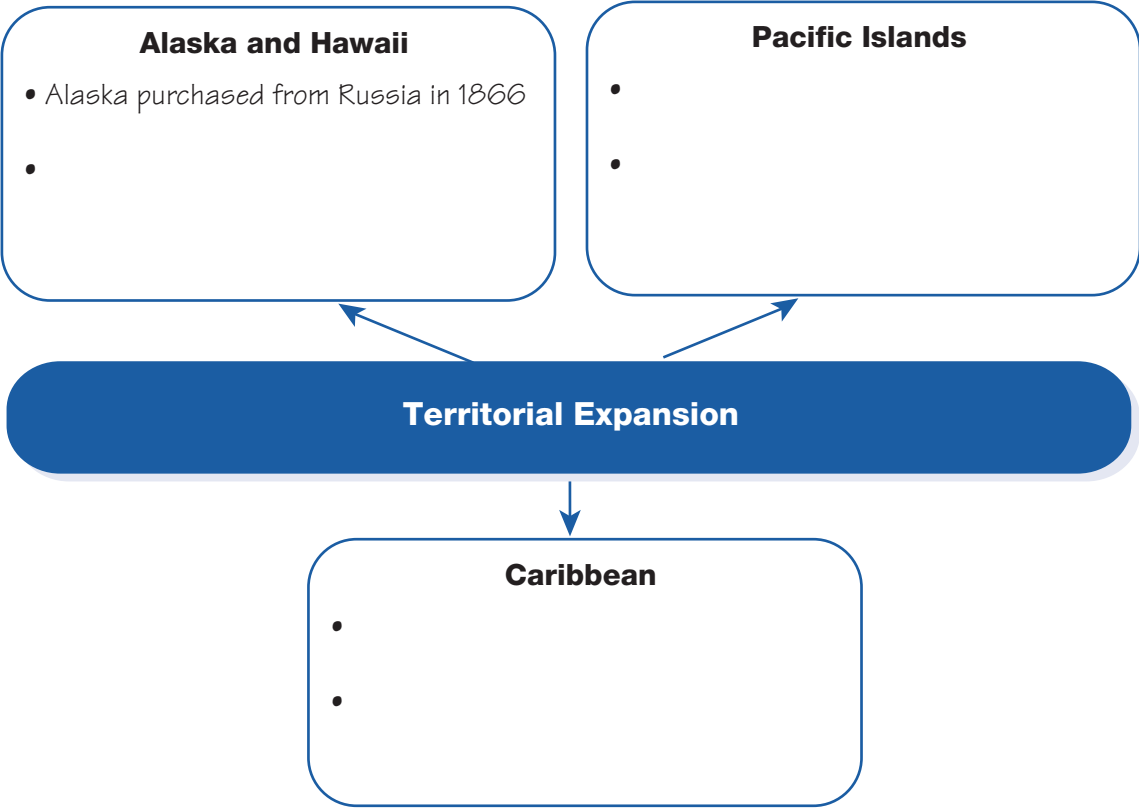 Alaska and Hawaii
• Alaska purchased from Russia in 1866
•
Pacific Islands
•
•
Territorial Expansion
Caribbean
•
•